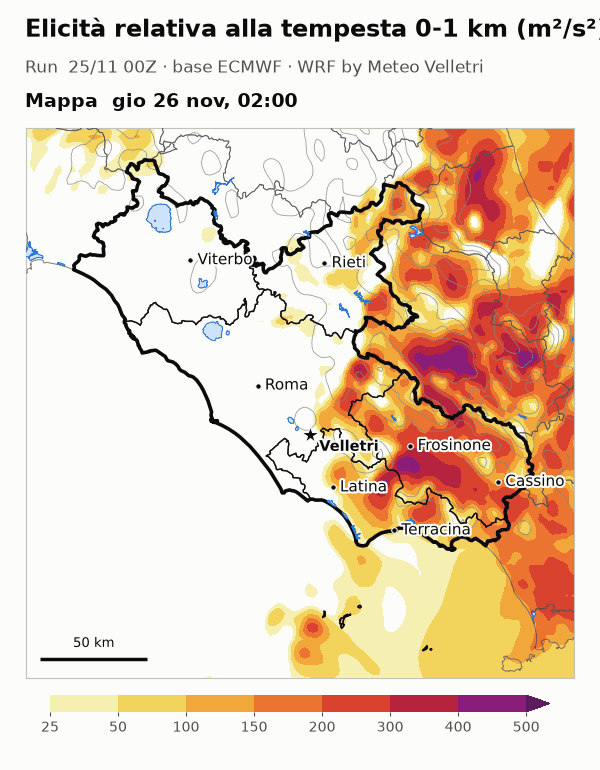 Elicità relativa alla tempesta 0-1 km (m²/s²)
Run 25/11 00Z · base ECMWF · WRF by Meteo Velletri
Mappa gio 26 nov, 02:00
Viterbo
Rieti
Roma
Velletri
Frosinone
Latina
Cassino
Terracina
50 km
25 50 100 150 200 300 400 500